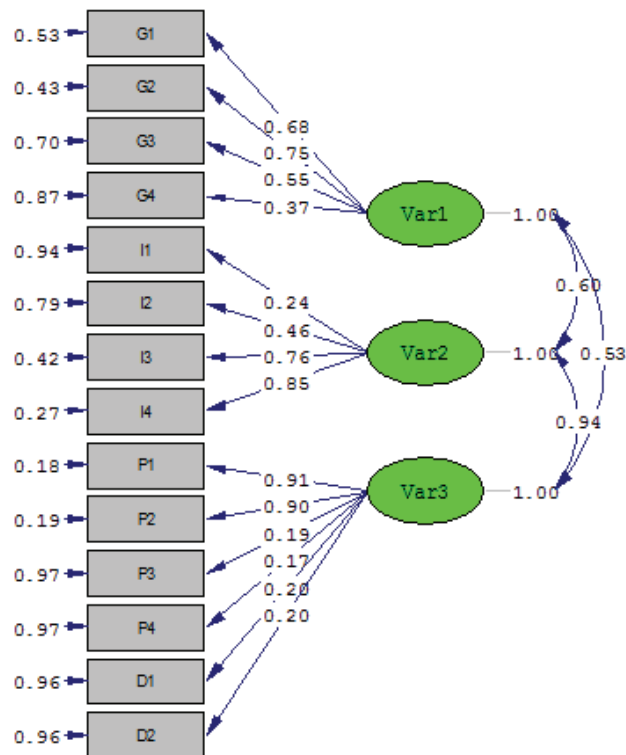 0.53 G1
0.43 G2
0.70 G3
0.87 G4
0.94 I1
0.79 I2
0.42 I3
0.27 I4
0.18 P1
0.19 P2
0.97 P3
0.97 P4
0.96 D1
0.96 D2
0.68
0.75
0.55
0.37
0.24
0.46
0.76
0.85
0.91
0.90
0.19
0.17
0.20
0.20
Var1 1.00
Var2 1.00
Var3 1.00
0.60
0.53
0.94